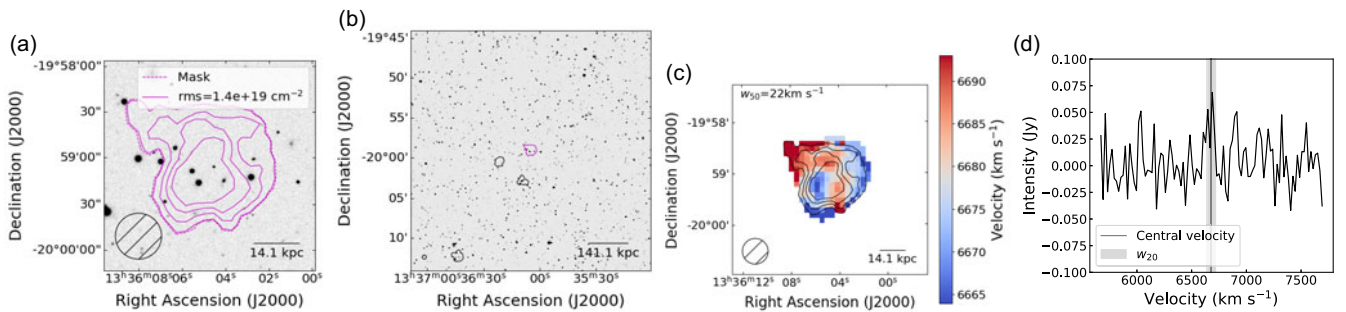 (a)
−19°58'00"
30"
59'00"
30"
−20°00'00"
Declination (J2000)
Mask
rms=1.4e+19 cm⁻²
14.1 kpc
13ʰ36ᵐ08ˢ 06ˢ 04ˢ 02ˢ 00ˢ
Right Ascension (J2000)
(b)
−19°45'
50'
55'
−20°00'
05'
10'
Declination (J2000)
141.1 kpc
13ʰ37ᵐ00ˢ 36ᵐ30ˢ 00ˢ 35ᵐ30ˢ
Right Ascension (J2000)
(c)
w₅₀=22km s⁻¹
−19°58'
59'
−20°00'
Declination (J2000)
14.1 kpc
13ʰ36ᵐ12ˢ 08ˢ 04ˢ 00ˢ
Right Ascension (J2000)
6690
6685
6680
6675
6670
6665
Velocity (km s⁻¹)
(d)
0.100
0.075
0.050
0.025
0.000
−0.025
−0.050
−0.075
−0.100
Intensity (Jy)
Central velocity
w₂₀
6000 6500 7000 7500
Velocity (km s⁻¹)